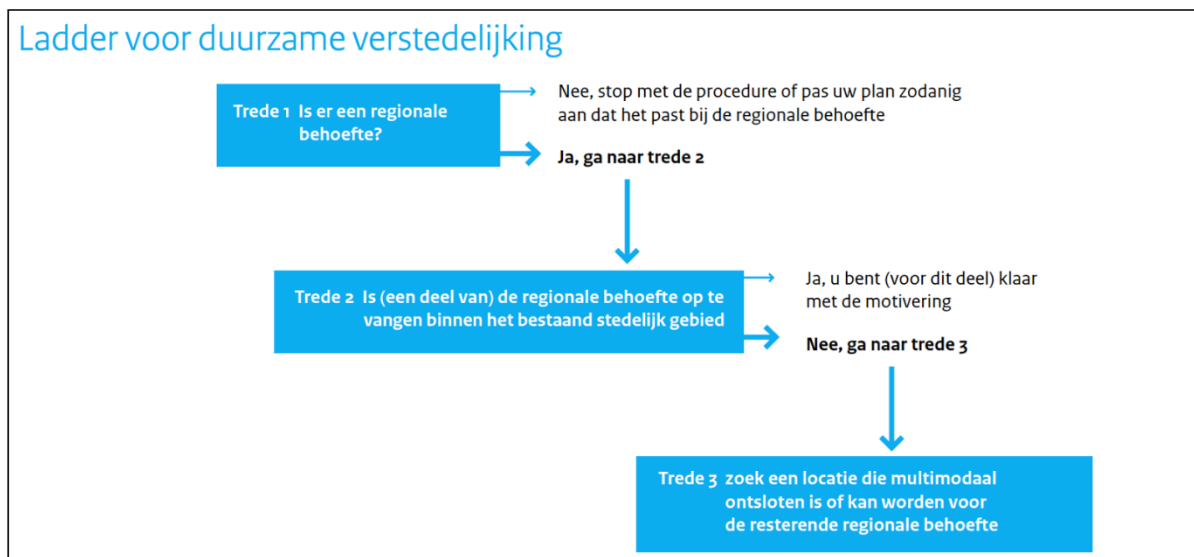 Ladder voor duurzame verstedelijking
Trede 1 Is er een regionale
behoefte?
Nee, stop met de procedure of pas uw plan zodanig
aan dat het past bij de regionale behoefte
Ja, ga naar trede 2
Trede 2 Is (een deel van) de regionale behoefte op te
vangen binnen het bestaand stedelijk gebied
Ja, u bent (voor dit deel) klaar
met de motivering
Nee, ga naar trede 3
Trede 3 zoek een locatie die multimodaal
ontsloten is of kan worden voor
de resterende regionale behoefte